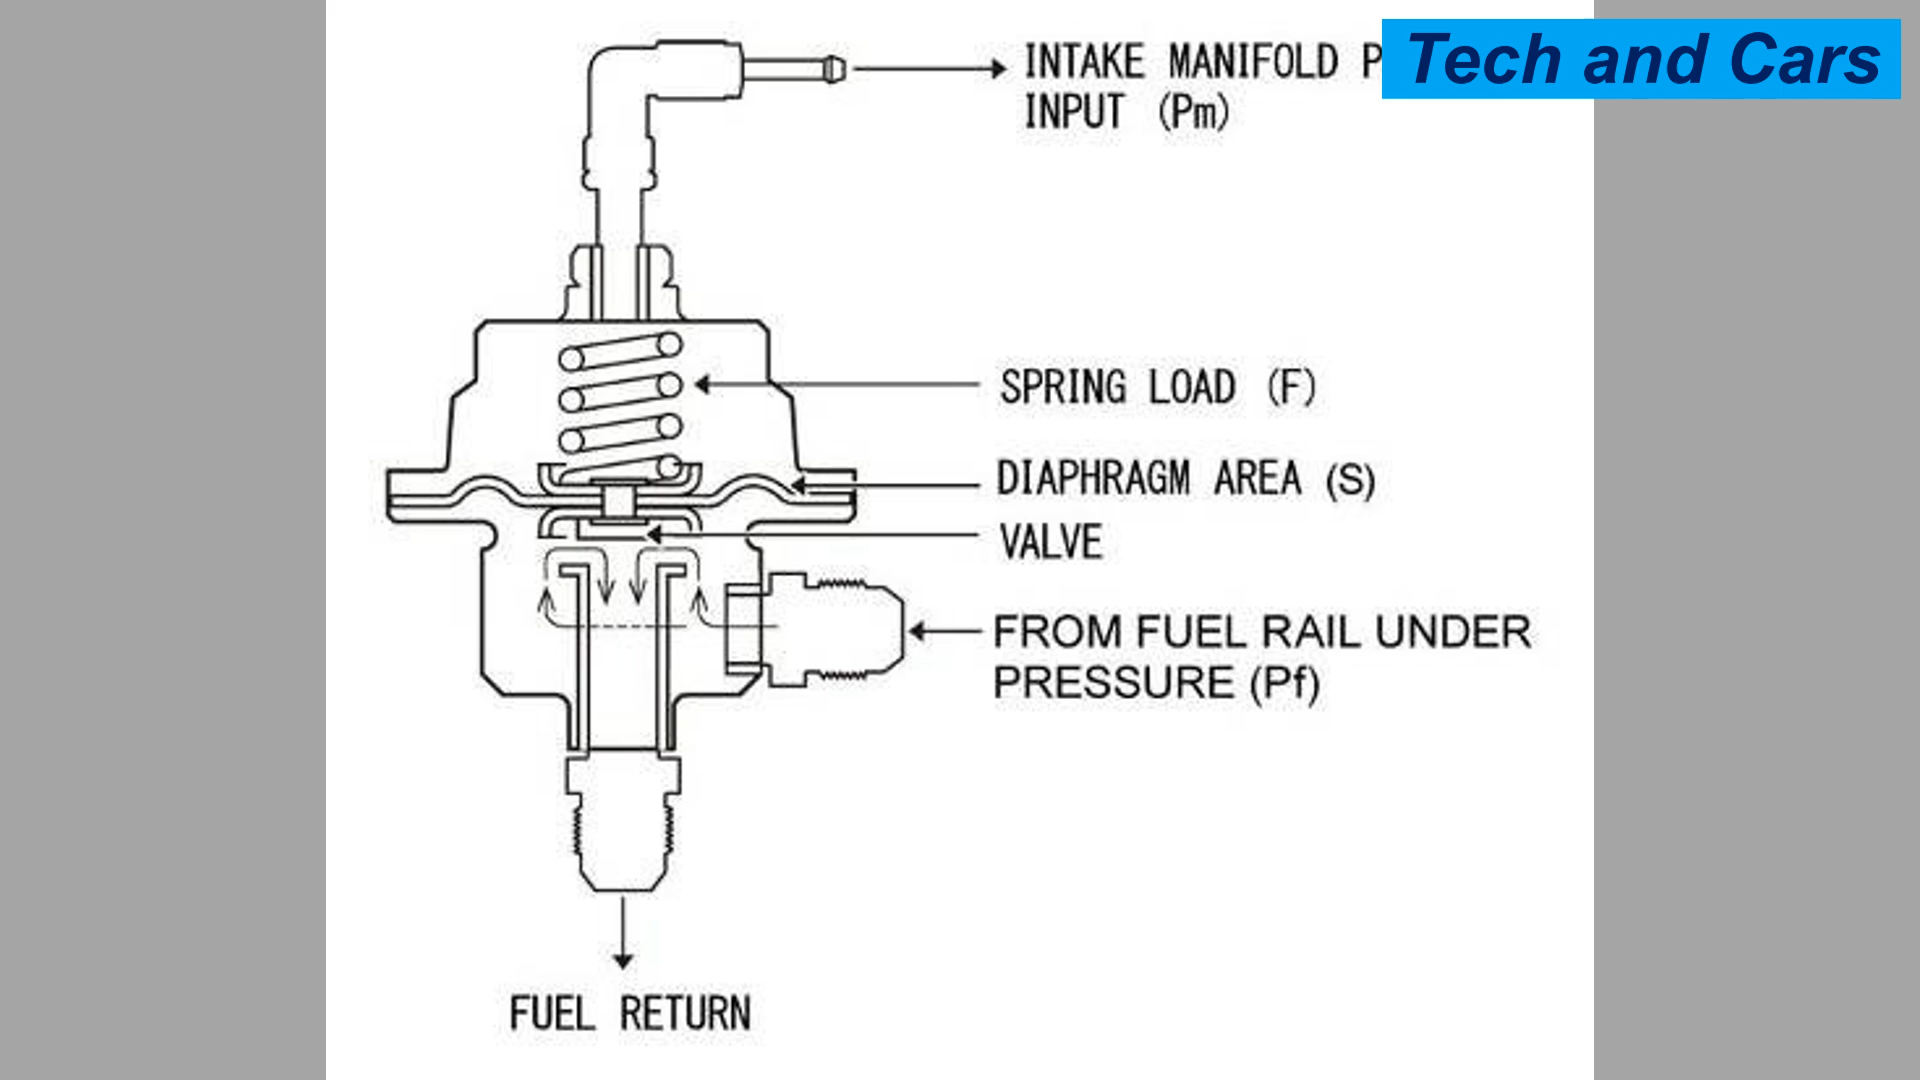 INTAKE MANIFOLD
Tech and Cars
INPUT (Pm)
SPRING LOAD (F)
DIAPHRAGM AREA (S)
VALVE
FROM FUEL RAIL UNDER
PRESSURE (Pf)
FUEL RETURN